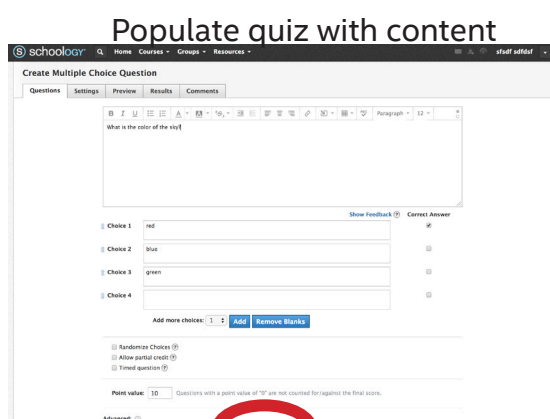 Populate quiz with content
S schoology Home Courses Groups Resources sfsdf sdfdsf
Create Multiple Choice Question
Questions Settings Preview Results Comments
B I U A Paragraph 12
What is the color of the sky?
Show Feedback ? Correct Answer
Choice 1 red
Choice 2 blue
Choice 3 green
Choice 4
Add more choices: 1 Add Remove Blanks
Randomize Choices ?
Allow partial credit ?
Timed question ?
Point value: 10 Questions with a point value of "0" are not counted for/against the final score.
Advanced